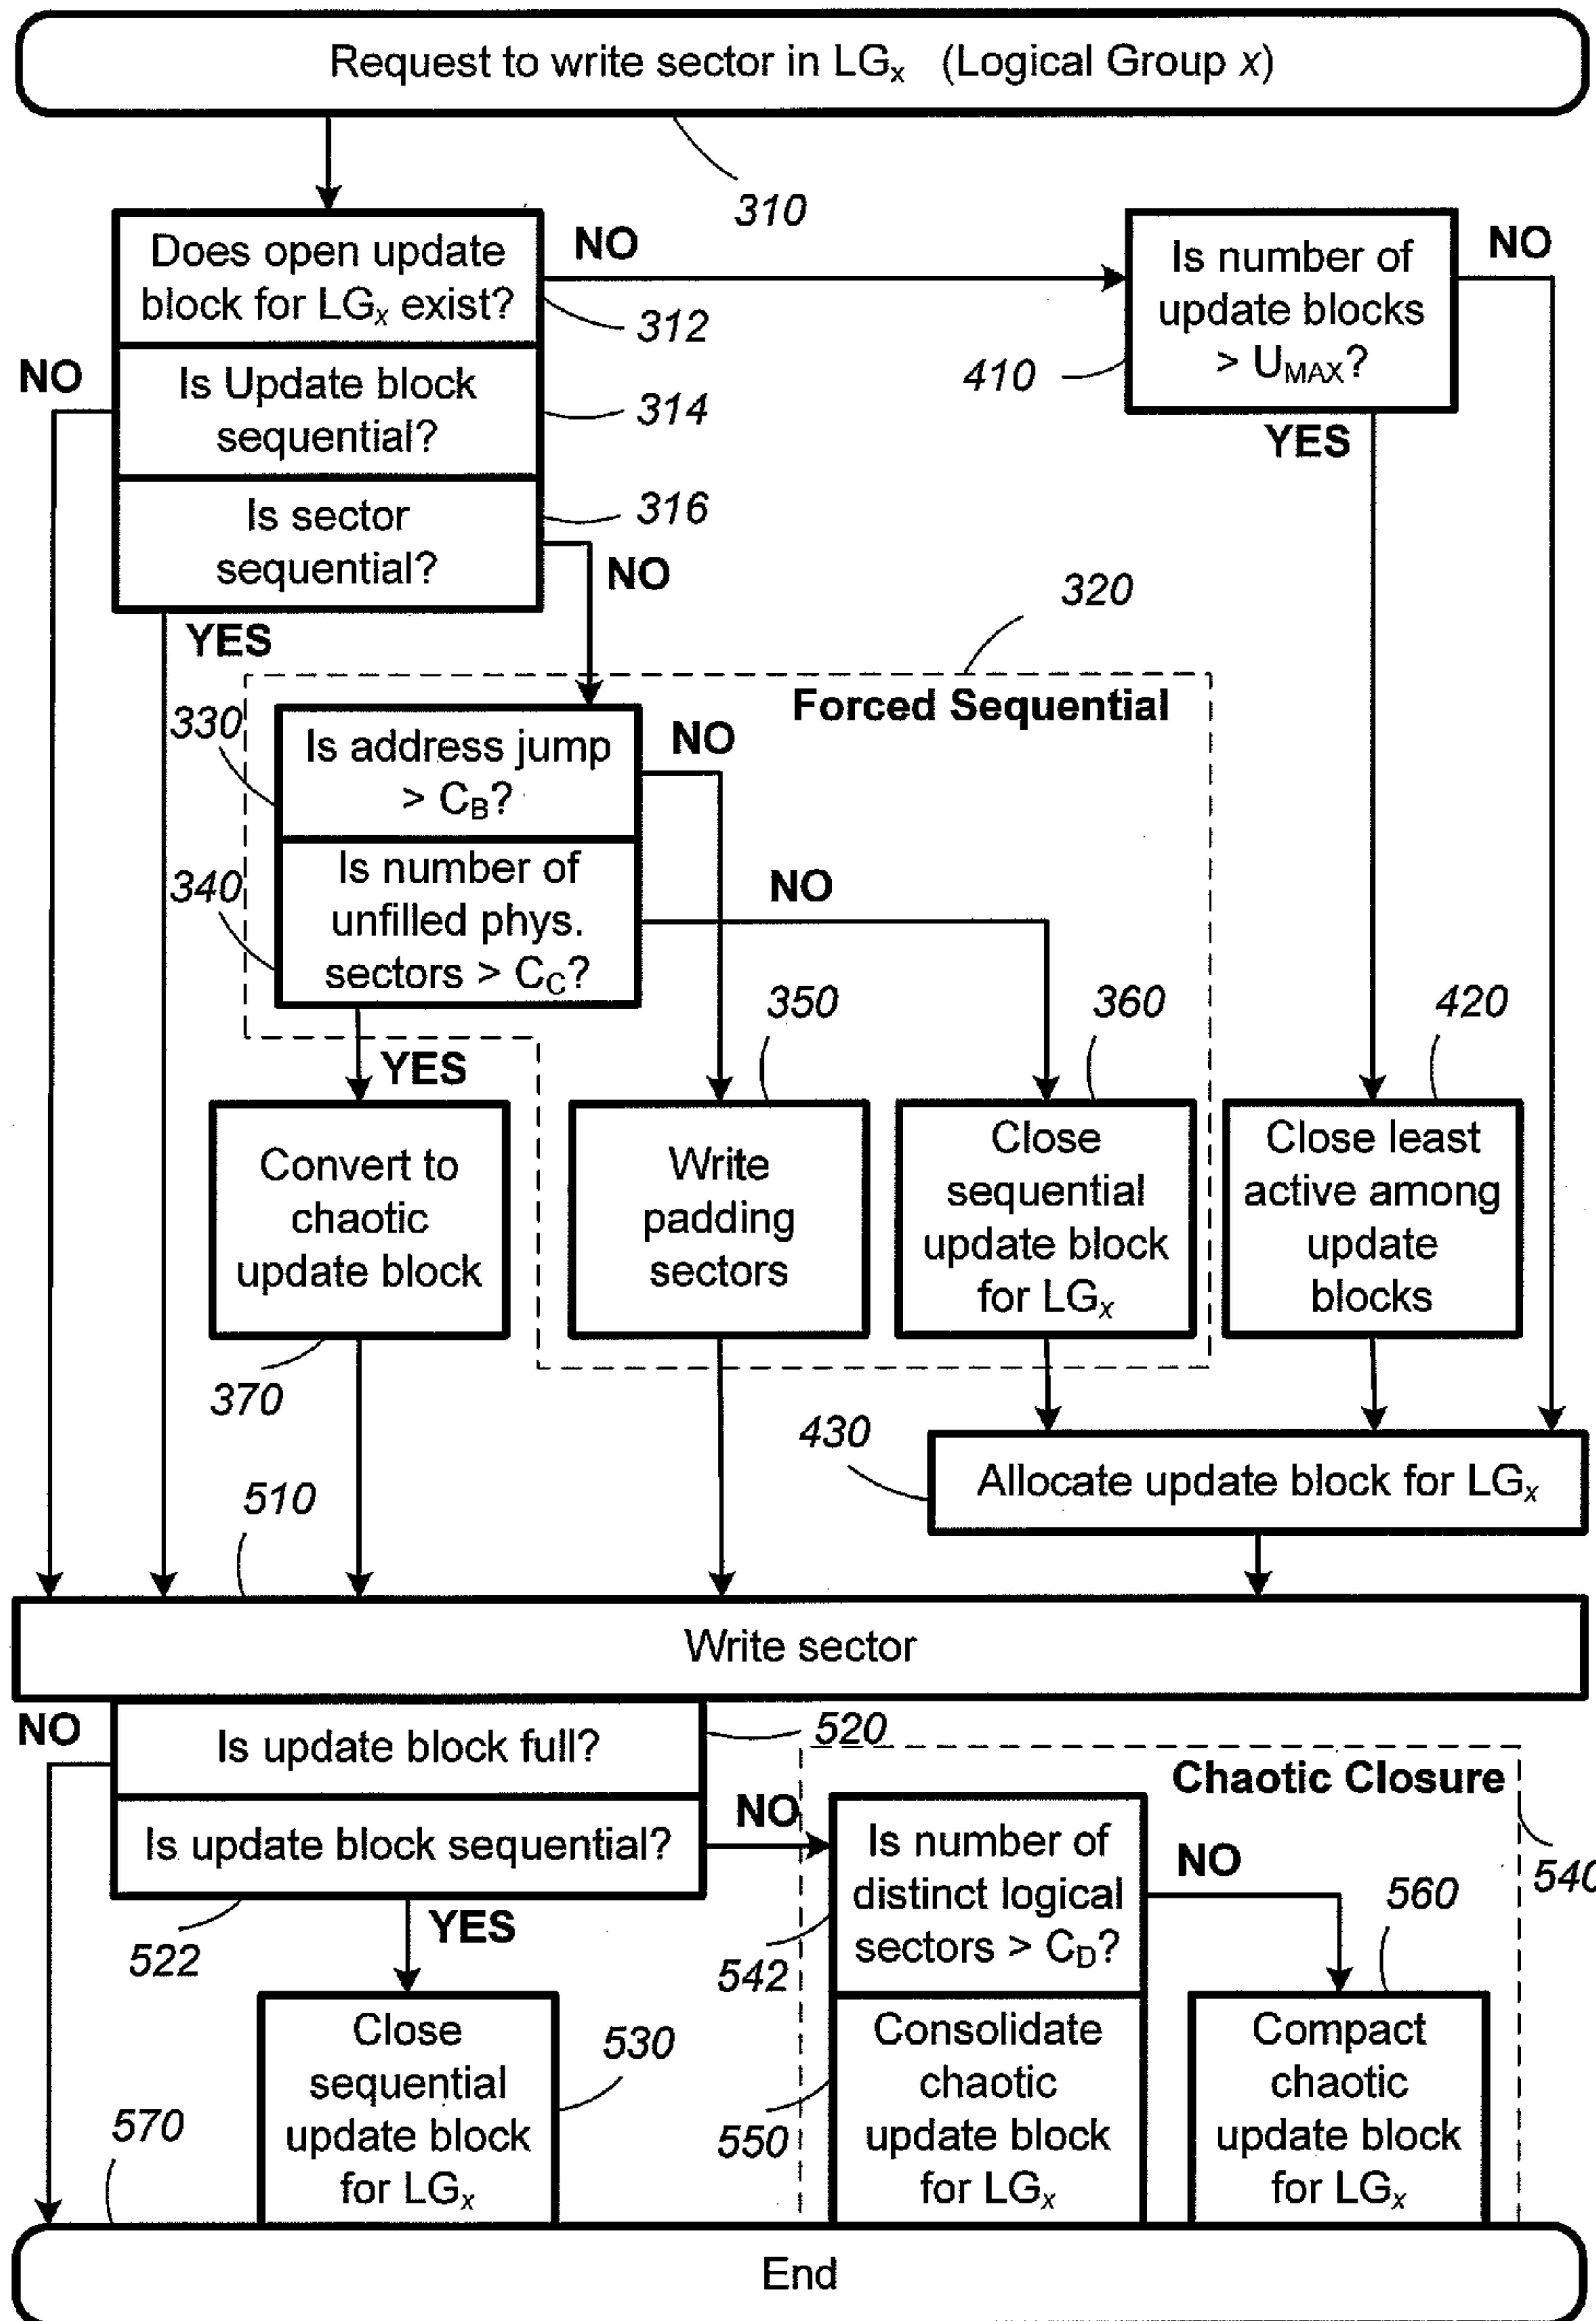 Request to write sector in LGx (Logical Group x)
310
Does open update
block for LGx exist?
NO
312
Is number of
update blocks
> UMAX?
NO
410
YES
NO
Is Update block
sequential?
314
Is sector
sequential?
316
NO
YES
320
Forced Sequential
330
Is address jump
> CB?
NO
340
Is number of
unfilled phys.
sectors > CC?
NO
YES
350
360
420
Convert to
chaotic
update block
370
Write
padding
sectors
Close
sequential
update block
for LGx
Close least
active among
update
blocks
430
Allocate update block for LGx
510
Write sector
NO
Is update block full?
520
Is update block sequential?
522
NO
YES
Chaotic Closure
540
Is number of
distinct logical
sectors > CD?
542
NO
560
Close
sequential
update block
for LGx
530
Consolidate
chaotic
update block
for LGx
550
Compact
chaotic
update block
for LGx
570
End